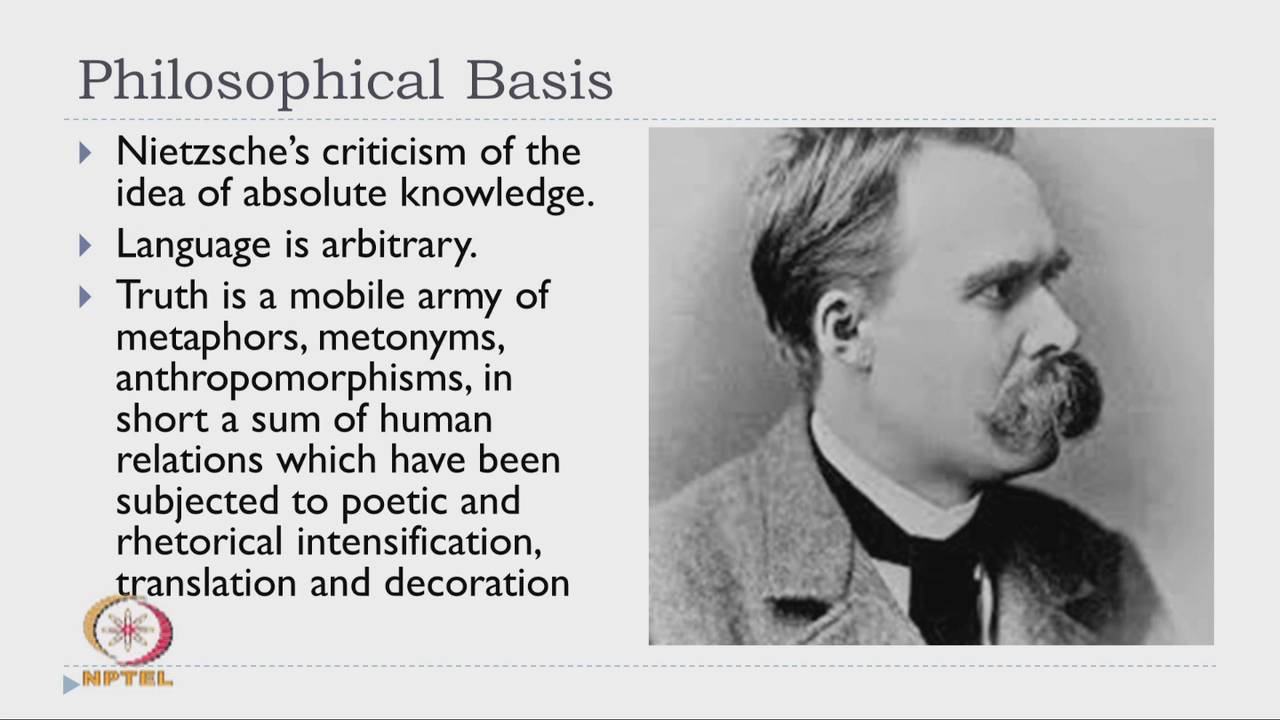 Philosophical Basis
Nietzsche’s criticism of the
idea of absolute knowledge.
Language is arbitrary.
Truth is a mobile army of
metaphors, metonyms,
anthropomorphisms, in
short a sum of human
relations which have been
subjected to poetic and
rhetorical intensification,
translation and decoration
NPTEL